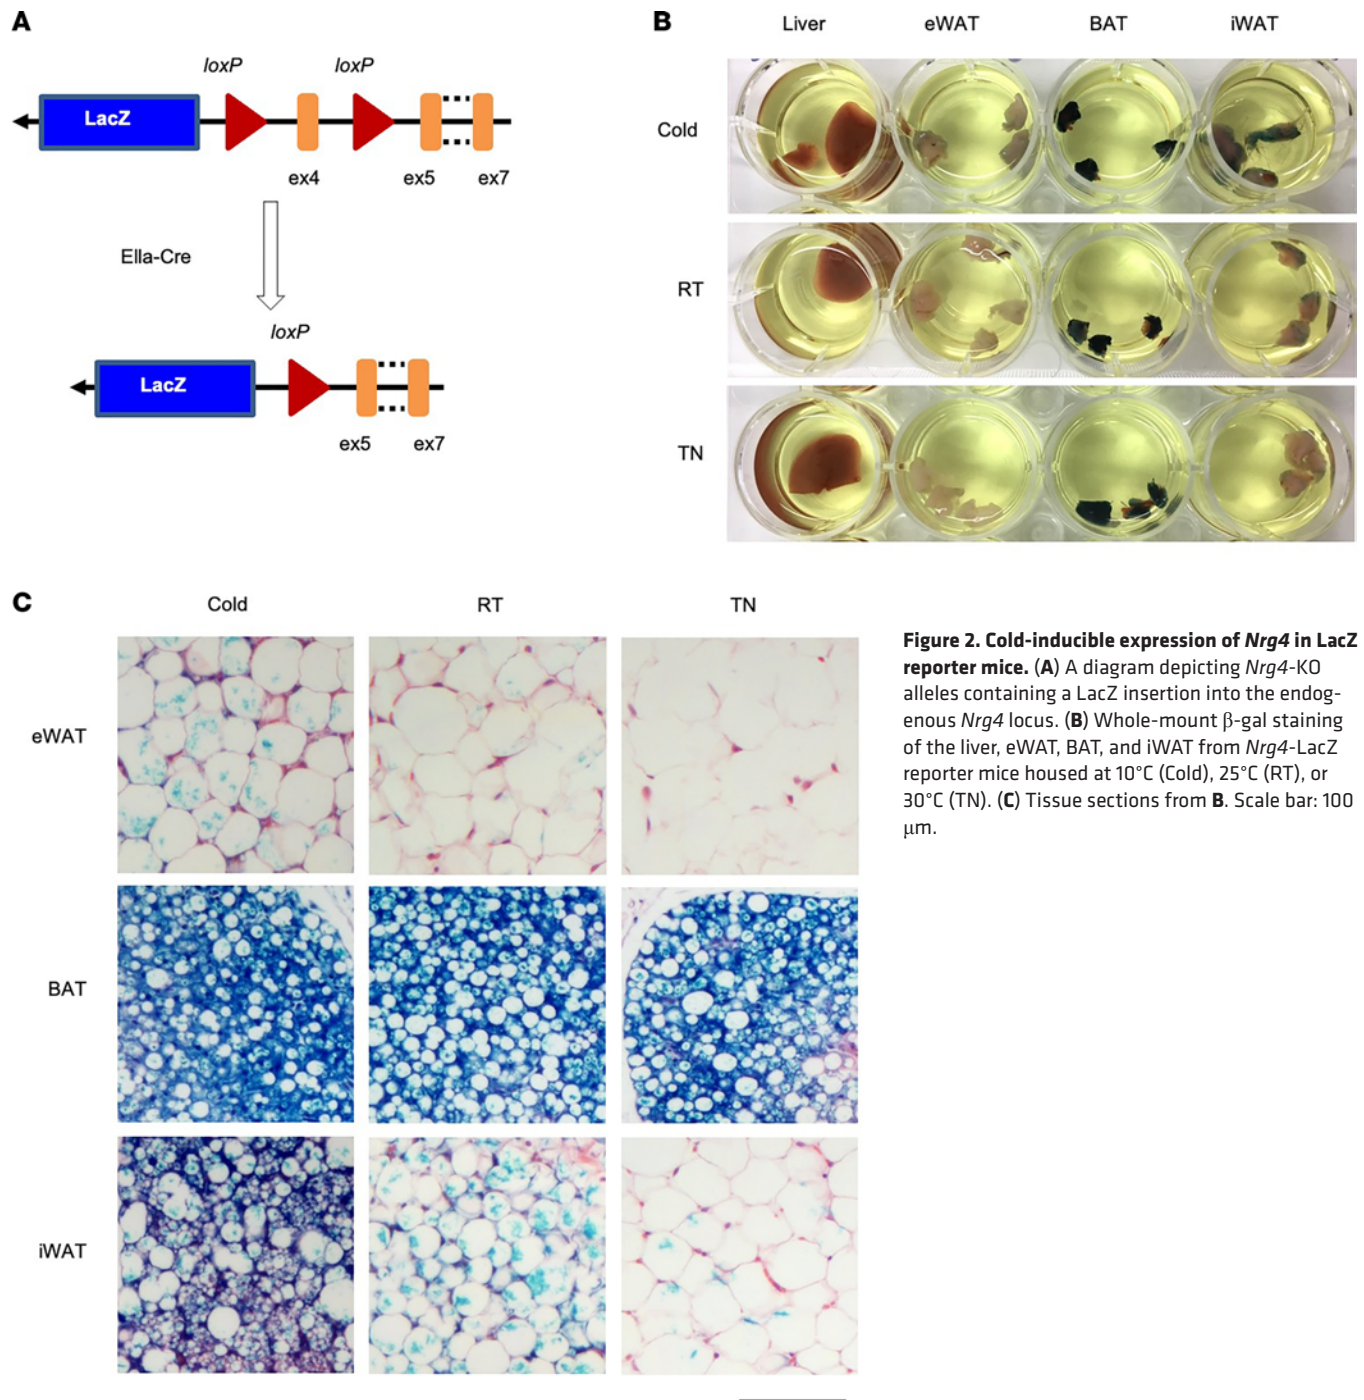 A
loxP
loxP
LacZ
ex4
ex5
ex7
Ella-Cre
loxP
LacZ
ex5
ex7
B
Liver
eWAT
BAT
iWAT
Cold
RT
TN
C
Cold
RT
TN
eWAT
BAT
iWAT
Figure 2. Cold-inducible expression of Nrg4 in LacZ
reporter mice. (A) A diagram depicting Nrg4-KO
alleles containing a LacZ insertion into the endog-
enous Nrg4 locus. (B) Whole-mount β-gal staining
of the liver, eWAT, BAT, and iWAT from Nrg4-LacZ
reporter mice housed at 10°C (Cold), 25°C (RT), or
30°C (TN). (C) Tissue sections from B. Scale bar: 100
μm.